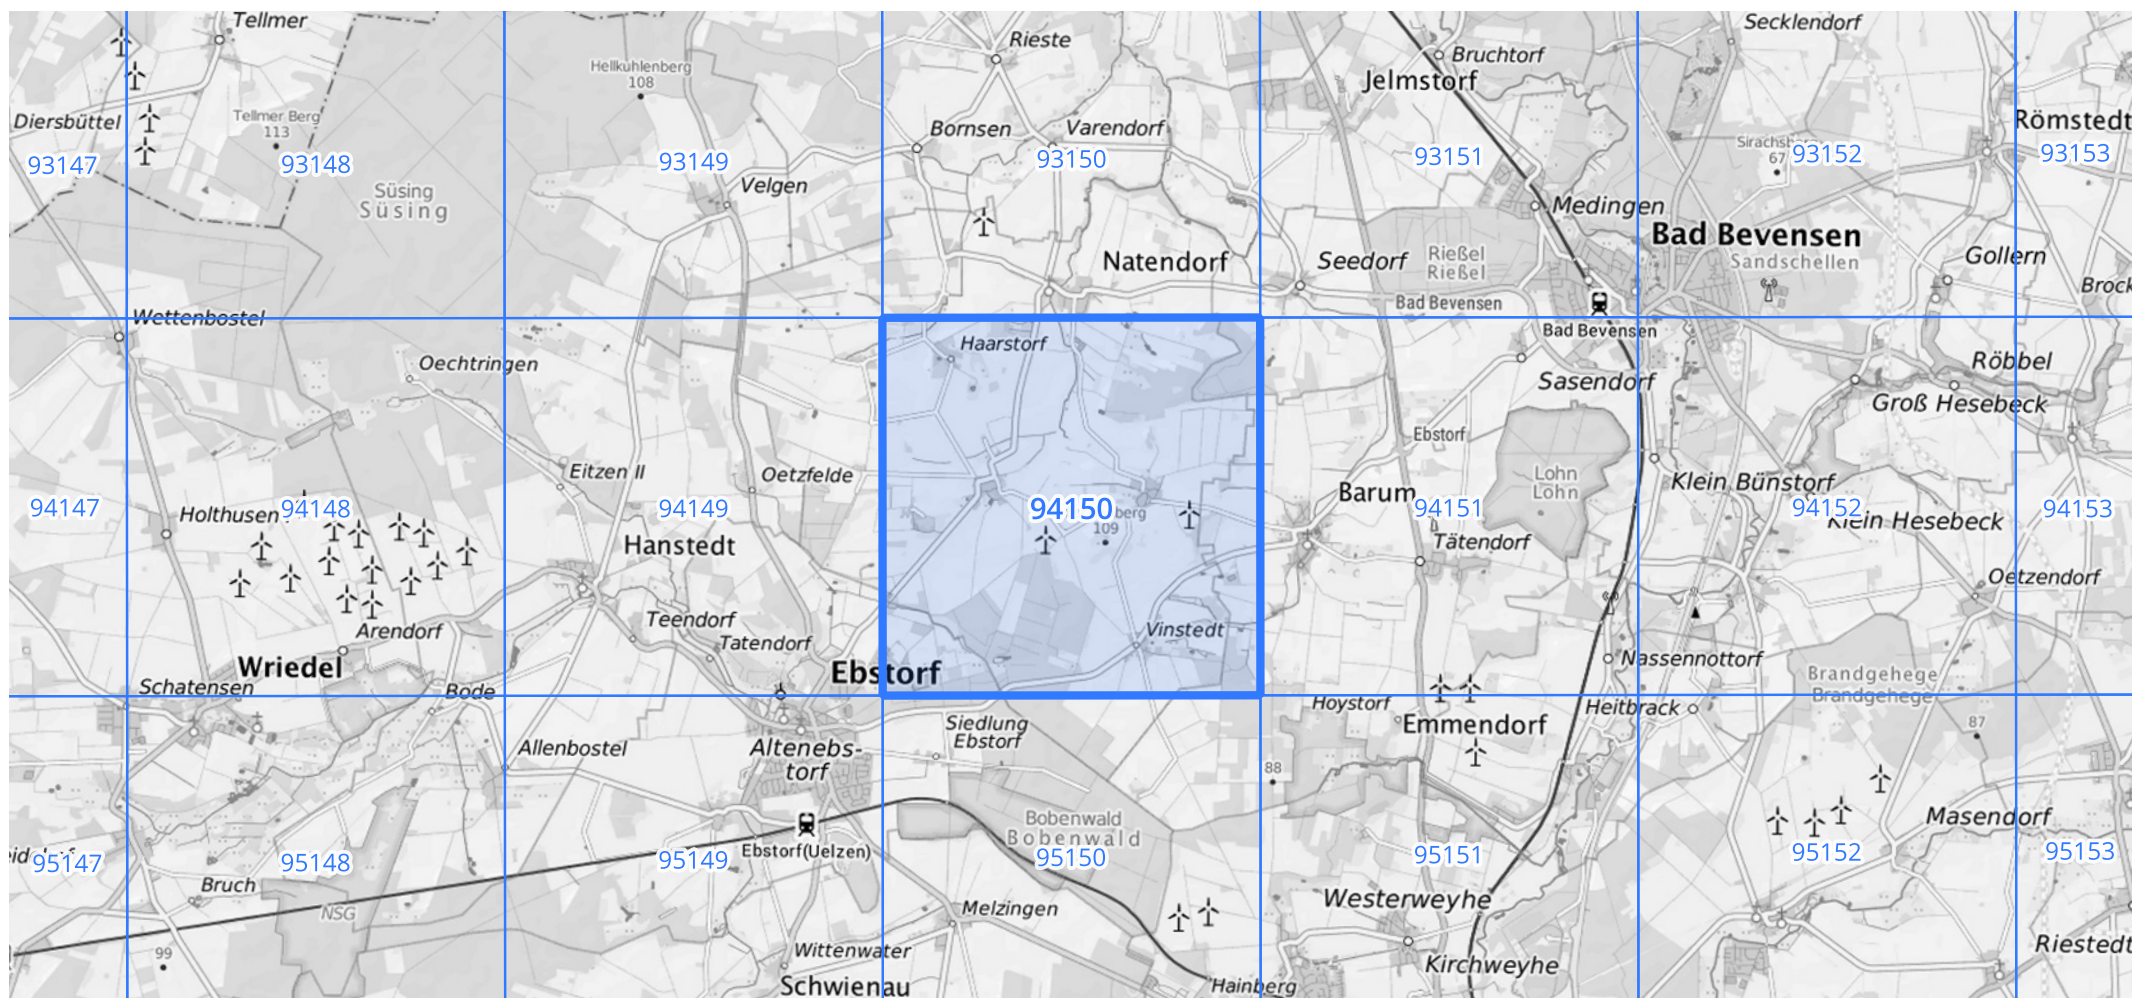 Tellmer
Rieste
Bruchtorf
Secklendorf
Hellkuhlenberg
108
Jelmstorf
Diersbüttel
Tellmer Berg
113
Bornsen
Varendorf
Römstedt
93147
93148
93149
93150
93151
67
93152
93153
Süsing
Süsing
Velgen
Medingen
Bad Bevensen
Natendorf
Seedorf
Rießel
Rießel
Sandschellen
Gollern
Bad Bevensen
Brock
Wettenbostel
Bad Bevensen
Haarstorf
Oechtringen
Röbbel
Sasendorf
Groß Hesebeck
Ebstorf
Eitzen II
Oetzfelde
Lohn
Lohn
Klein Bünstorf
Barum
94147
Holthusen
94148
94149
94150
berg
109
94151
94152
94153
Klein Hesebeck
Hanstedt
Tätendorf
Oetzendorf
Teendorf
Arendorf
Tatendorf
Vinstedt
Wriedel
Ebstorf
Nassennottorf
Brandgehege
Brandgehege
Schatensen
Bode
Hoystorf
Heitbrack
Siedlung
Ebstorf
Emmendorf
87
Allenbostel
Altenebs-
torf
88
Bobenwald
Bobenwald
Masendorf
Ebstorf(Uelzen)
95147
95148
95149
95150
95151
95152
95153
Bruch
NSG
Westerweyhe
Melzingen
99
Wittenwater
Riestedt
Kirchweyhe
Schwienau
Hainberg